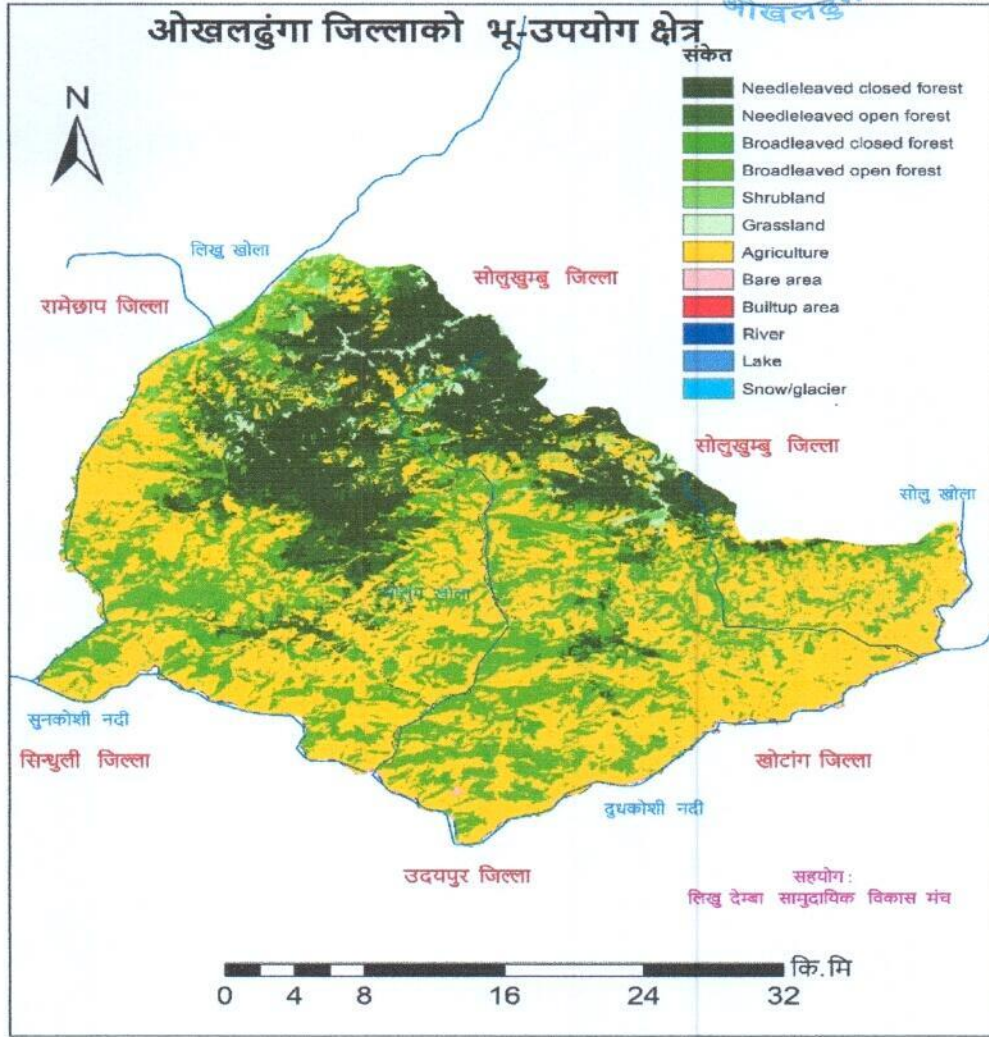 ओखलढुंगा जिल्लाको भू-उपयोग क्षेत्र
संकेत
N
Needleleaved closed forest
Needleleaved open forest
Broadleaved closed forest
Broadleaved open forest
Shrubland
Grassland
Agriculture
Bare area
Builtup area
River
Lake
Snow/glacier
लिखु खोला
सोलुखुम्बु जिल्ला
रामेछाप जिल्ला
सोलुखुम्बु जिल्ला
सोलु खोला
खोला
सुनकोशी नदी
सिन्धुली जिल्ला
खोटांग जिल्ला
दुधकोशी नदी
उदयपुर जिल्ला
सहयोग:
लिखु देम्बा सामुदायिक विकास मंच
कि.मि
0 4 8 16 24 32